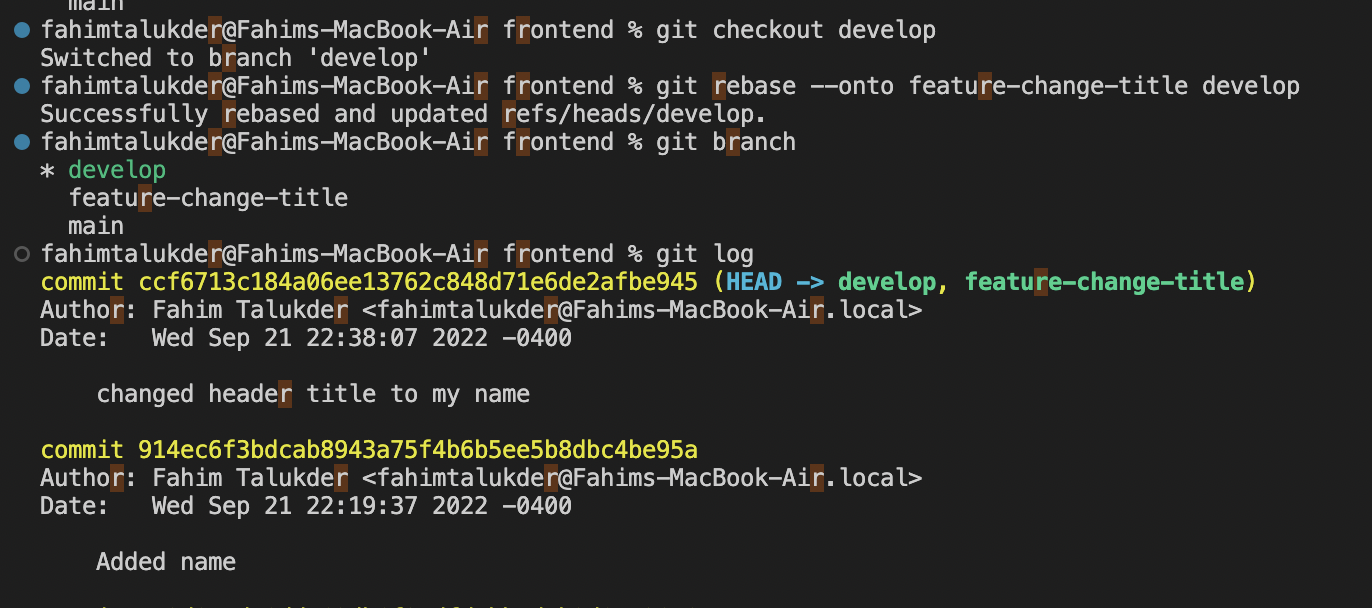 main
fahimtalukder@Fahims-MacBook-Air frontend % git checkout develop
Switched to branch 'develop'
fahimtalukder@Fahims-MacBook-Air frontend % git rebase --onto feature-change-title develop
Successfully rebased and updated refs/heads/develop.
fahimtalukder@Fahims-MacBook-Air frontend % git branch
* develop
feature-change-title
main
fahimtalukder@Fahims-MacBook-Air frontend % git log
commit ccf6713c184a06ee13762c848d71e6de2afbe945 (HEAD -> develop, feature-change-title)
Author: Fahim Talukder <fahimtalukder@Fahims-MacBook-Air.local>
Date:   Wed Sep 21 22:38:07 2022 -0400
changed header title to my name
commit 914ec6f3bdcab8943a75f4b6b5ee5b8dbc4be95a
Author: Fahim Talukder <fahimtalukder@Fahims-MacBook-Air.local>
Date:   Wed Sep 21 22:19:37 2022 -0400
Added name